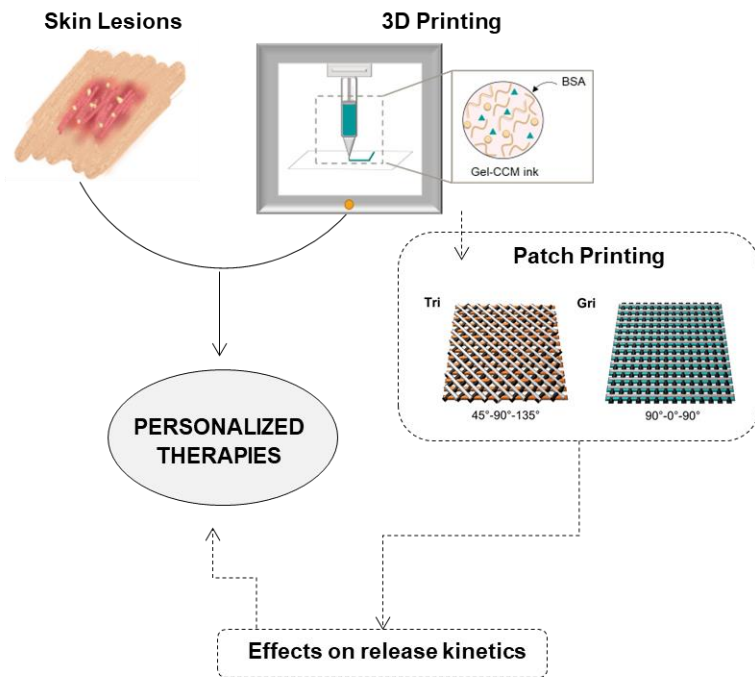 Skin Lesions
3D Printing
BSA
Gel-CCM ink
Patch Printing
Tri
Gri
45°-90°-135°
90°-0°-90°
PERSONALIZED
THERAPIES
Effects on release kinetics